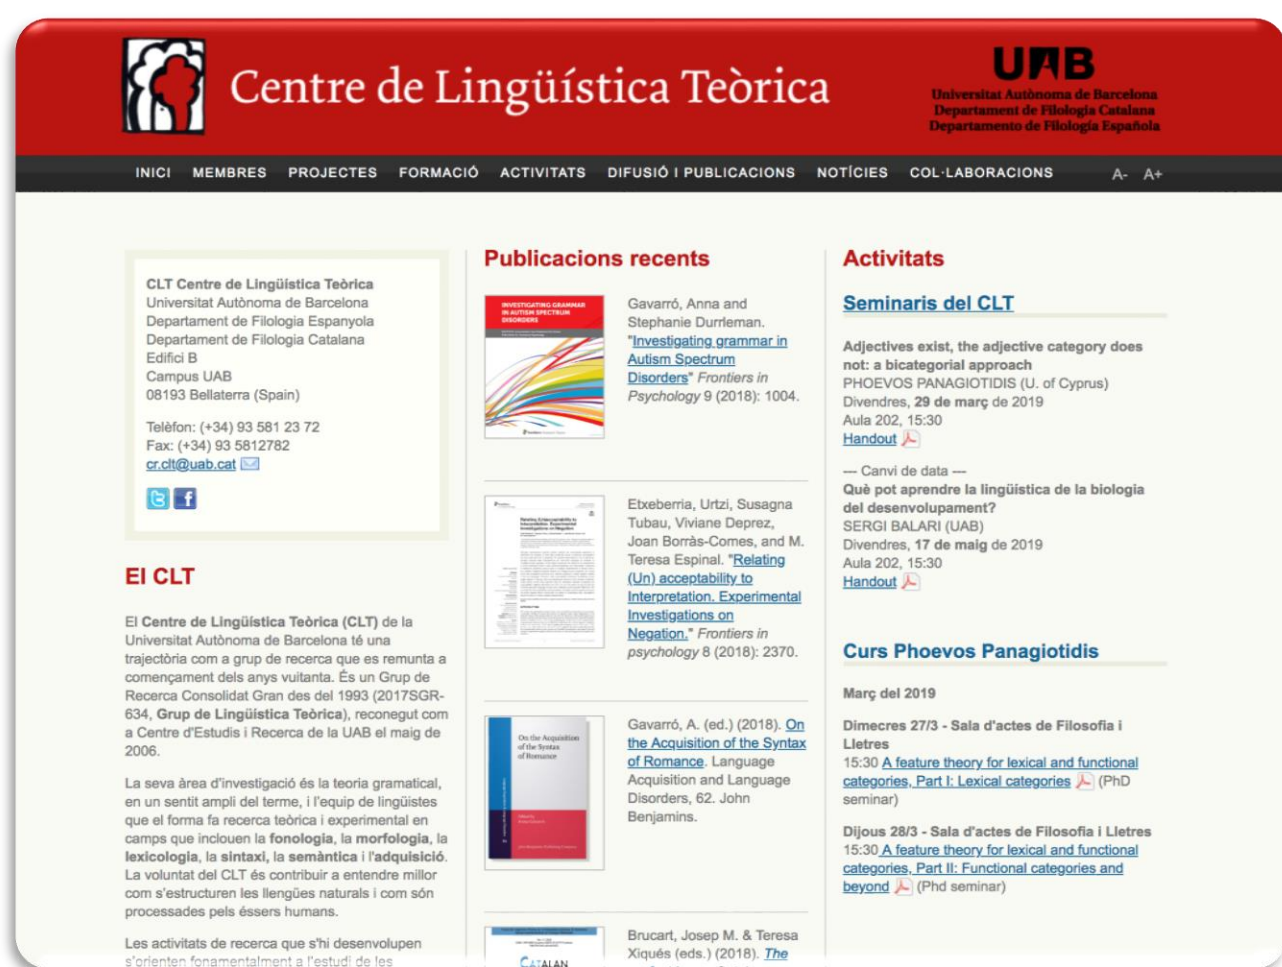 Centre de Lingüística Teòrica
UAB
Universitat Autònoma de Barcelona
Departament de Filologia Catalana
Departamento de Filología Española
INICI MEMBRES PROJECTES FORMACIÓ ACTIVITATS DIFUSIÓ I PUBLICACIONS NOTÍCIES COL·LABORACIONS A- A+
CLT Centre de Lingüística Teòrica
Universitat Autònoma de Barcelona
Departament de Filologia Espanyola
Departament de Filologia Catalana
Edifici B
Campus UAB
08193 Bellaterra (Spain)
Telèfon: (+34) 93 581 23 72
Fax: (+34) 93 5812782
cr.clt@uab.cat
El CLT
El Centre de Lingüística Teòrica (CLT) de la
Universitat Autònoma de Barcelona té una
trajectòria com a grup de recerca que es remunta a
començament dels anys vuitanta. És un Grup de
Recerca Consolidat Gran des del 1993 (2017SGR-
634, Grup de Lingüística Teòrica), reconegut com
a Centre d'Estudis i Recerca de la UAB el maig de
2006.
La seva àrea d'investigació és la teoria gramatical,
en un sentit ampli del terme, i l'equip de lingüistes
que el forma fa recerca teòrica i experimental en
camps que inclouen la fonologia, la morfologia, la
lexicologia, la sintaxi, la semàntica i l'adquisició.
La voluntat del CLT és contribuir a entendre millor
com s'estructuren les llengües naturals i com són
processades pels éssers humans.
Les activitats de recerca que s'hi desenvolupen
s'orienten fonamentalment a l'estudi de les
Publicacions recents
INVESTIGATING GRAMMAR
IN AUTISM SPECTRUM
DISORDERS
Gavarró, Anna and
Stephanie Durrleman.
"Investigating grammar in
Autism Spectrum
Disorders" Frontiers in
Psychology 9 (2018): 1004.
Relating (Un)acceptability to
Interpretation. Experimental
Investigations on Negation
Etxeberria, Urtzi, Susagna
Tubau, Viviane Deprez,
Joan Borràs-Comes, and M.
Teresa Espinal. "Relating
(Un) acceptability to
Interpretation. Experimental
Investigations on
Negation." Frontiers in
psychology 8 (2018): 2370.
On the Acquisition
of the Syntax
of Romance
Gavarró, A. (ed.) (2018). On
the Acquisition of the Syntax
of Romance. Language
Acquisition and Language
Disorders, 62. John
Benjamins.
CATALAN
Brucart, Josep M. & Teresa
Xiqués (eds.) (2018). The
Activitats
Seminaris del CLT
Adjectives exist, the adjective category does
not: a bicategorial approach
PHOEVOS PANAGIOTIDIS (U. of Cyprus)
Divendres, 29 de març de 2019
Aula 202, 15:30
Handout
--- Canvi de data ---
Què pot aprendre la lingüística de la biologia
del desenvolupament?
SERGI BALARI (UAB)
Divendres, 17 de maig de 2019
Aula 202, 15:30
Handout
Curs Phoevos Panagiotidis
Març del 2019
Dimecres 27/3 - Sala d'actes de Filosofia i
Lletres
15:30 A feature theory for lexical and functional
categories, Part I: Lexical categories (PhD
seminar)
Dijous 28/3 - Sala d'actes de Filosofia i Lletres
15:30 A feature theory for lexical and functional
categories, Part II: Functional categories and
beyond (Phd seminar)